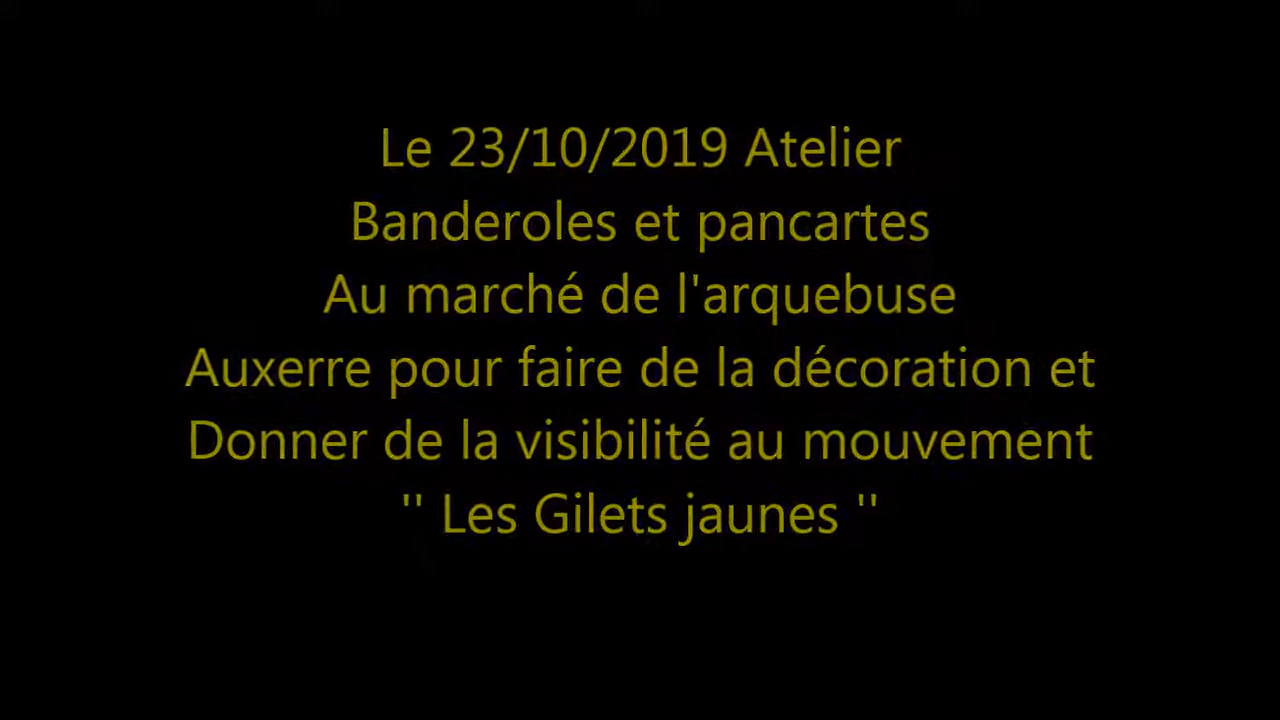 Le 23/10/2019 Atelier
Banderoles et pancartes
Au marché de l'arquebuse
Auxerre pour faire de la décoration et
Donner de la visibilité au mouvement
'' Les Gilets jaunes ''